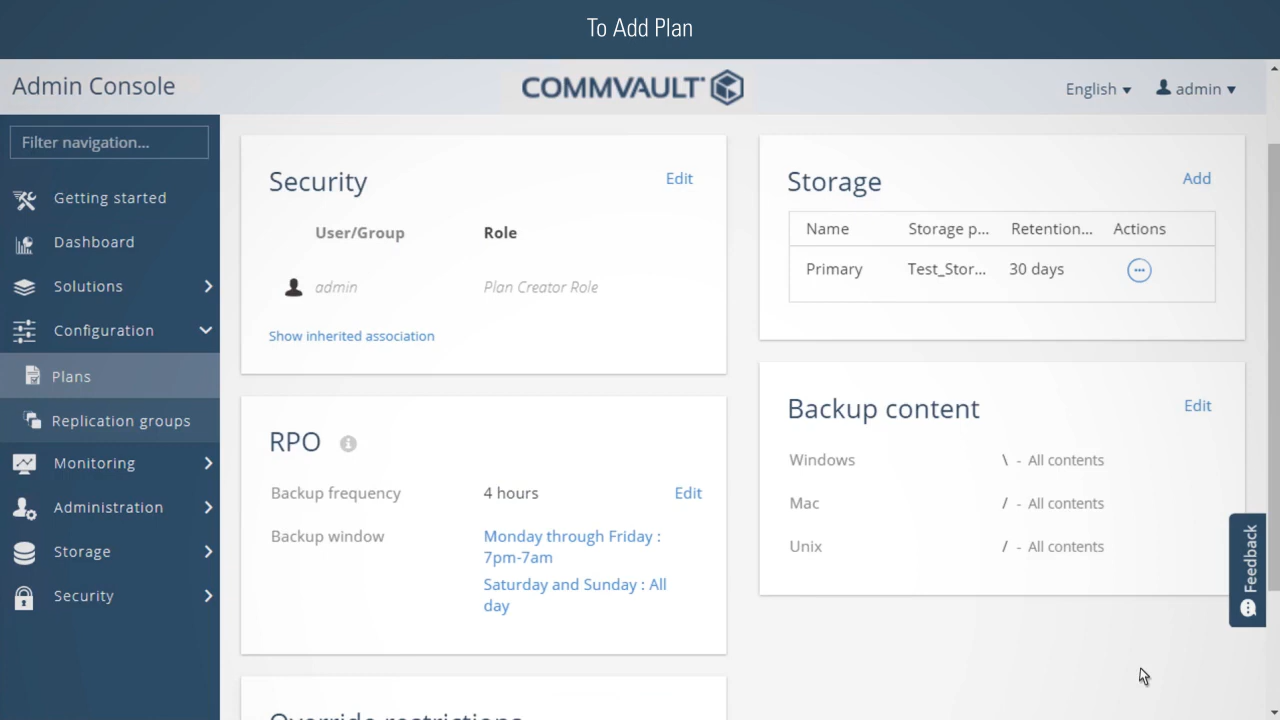 To Add Plan
Admin Console
COMMVAULT
English
admin
Filter navigation...
Getting started
Dashboard
Solutions
Configuration
Plans
Replication groups
Monitoring
Administration
Storage
Security
Security
Edit
User/Group Role
admin Plan Creator Role
Show inherited association
RPO
Backup frequency 4 hours Edit
Backup window Monday through Friday :
7pm-7am
Saturday and Sunday : All
day
Override restrictions
Storage
Add
Name Storage p... Retention... Actions
Primary Test_Stor... 30 days
Backup content
Edit
Windows \ - All contents
Mac / - All contents
Unix / - All contents
Feedback